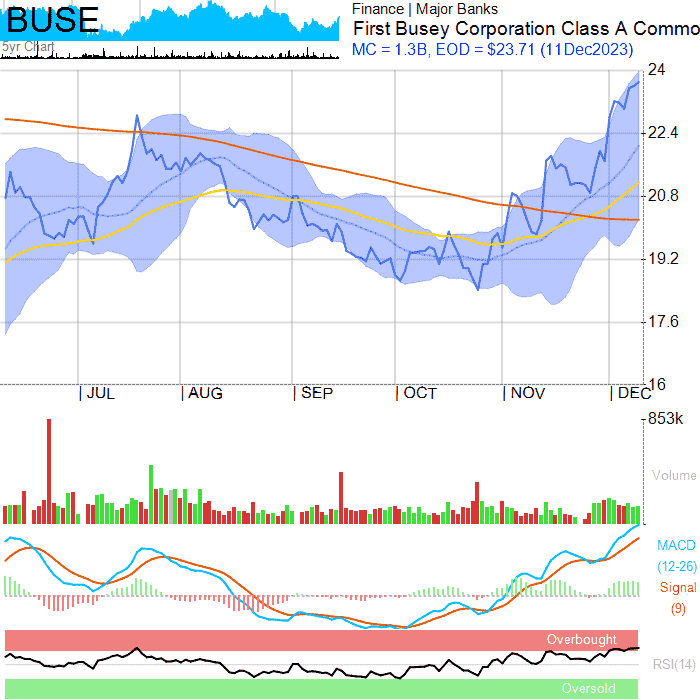 BUSE
5yr Chart
Finance | Major Banks
First Busey Corporation Class A Commo
MC = 1.3B, EOD = $23.71 (11Dec2023)
24
22.4
20.8
19.2
17.6
16
| JUL | AUG | SEP | OCT | NOV | DEC
853k
Volume
MACD
(12-26)
Signal
(9)
Overbought
RSI(14)
Oversold